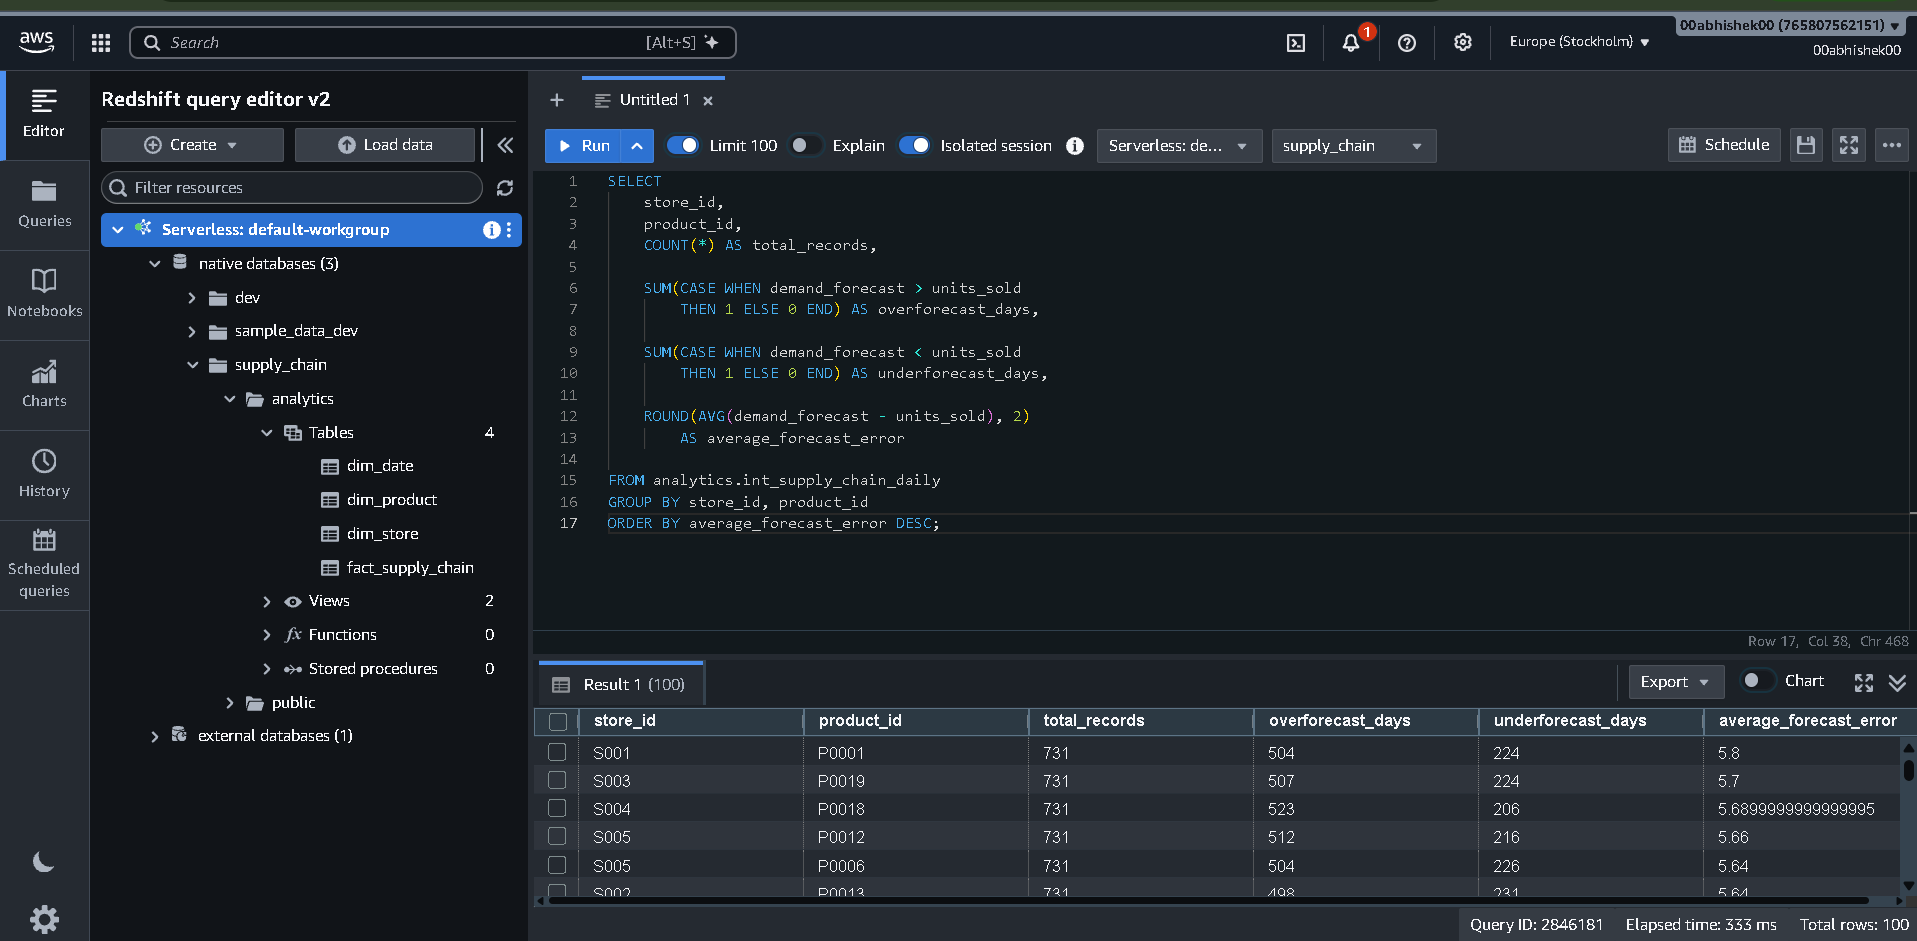 aws
Search
[Alt+S]
1
Europe (Stockholm)
00abhishek00 (765807562151)
00abhishek00
Editor
Queries
Notebooks
Charts
History
Scheduled
queries
Redshift query editor v2
Create
Load data
Filter resources
Serverless: default-workgroup
native databases (3)
dev
sample_data_dev
supply_chain
analytics
Tables 4
dim_date
dim_product
dim_store
fact_supply_chain
Views 2
fx Functions 0
Stored procedures 0
public
external databases (1)
Untitled 1
Run
Limit 100
Explain
Isolated session
Serverless: de...
supply_chain
Schedule
1 SELECT
2 store_id,
3 product_id,
4 COUNT(*) AS total_records,
5
6 SUM(CASE WHEN demand_forecast > units_sold
7 THEN 1 ELSE 0 END) AS overforecast_days,
8
9 SUM(CASE WHEN demand_forecast < units_sold
10 THEN 1 ELSE 0 END) AS underforecast_days,
11
12 ROUND(AVG(demand_forecast - units_sold), 2)
13 AS average_forecast_error
14
15 FROM analytics.int_supply_chain_daily
16 GROUP BY store_id, product_id
17 ORDER BY average_forecast_error DESC;
Row 17, Col 38, Chr 468
Result 1 (100)
Export
Chart
store_id product_id total_records overforecast_days underforecast_days average_forecast_error
S001 P0001 731 504 224 5.8
S003 P0019 731 507 224 5.7
S004 P0018 731 523 206 5.6899999999999995
S005 P0012 731 512 216 5.66
S005 P0006 731 504 226 5.64
S002 P0013 731 498 231 5.64
Query ID: 2846181 Elapsed time: 333 ms Total rows: 100